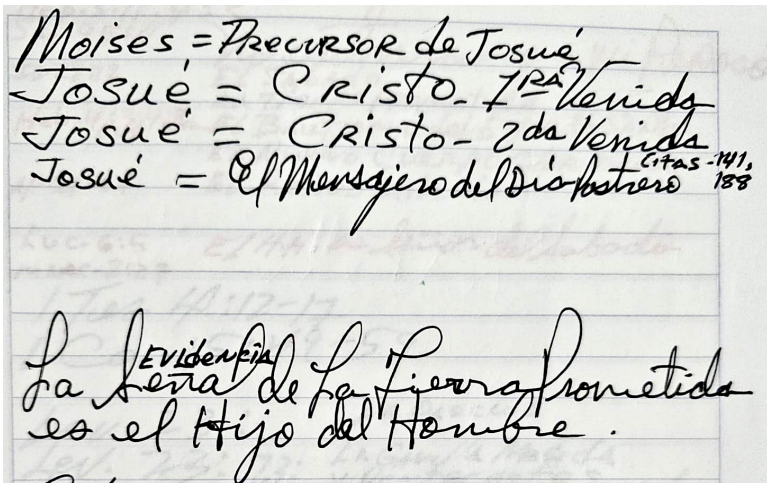 Moises = Precursor de Josué
Josué = Cristo - 1RA Venida
Josué = Cristo - 2da Venida
Josué = El Mensajero del Día Postrero Citas - 141, 188
Evidencia
La Seña de La Tierra Prometida
es el Hijo del Hombre.